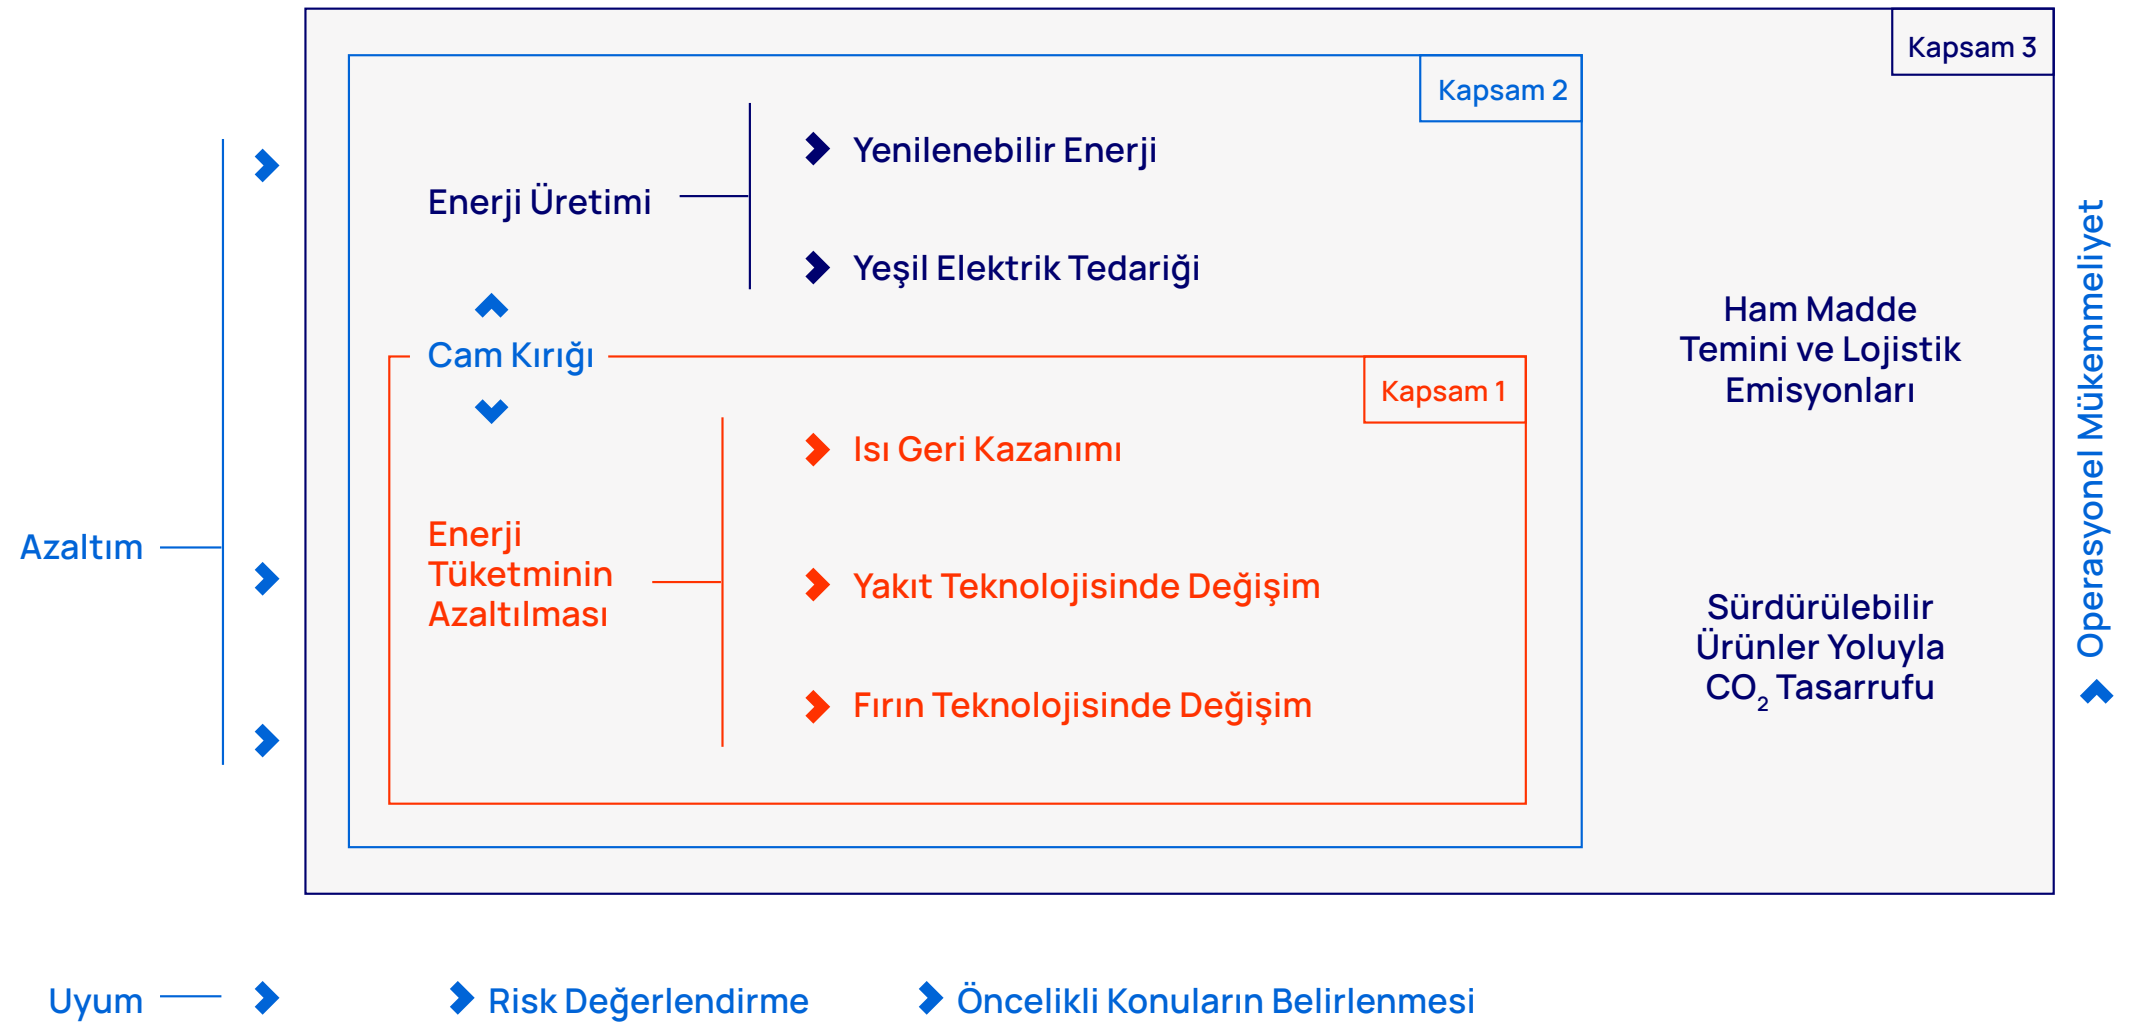 Kapsam 3
Kapsam 2
Yenilenebilir Enerji
Enerji Üretimi
Yeşil Elektrik Tedariği
Cam Kırığı
Kapsam 1
Isı Geri Kazanımı
Enerji
Tüketminin
Azaltılması
Yakıt Teknolojisinde Değişim
Fırın Teknolojisinde Değişim
Azaltım
Ham Madde
Temini ve Lojistik
Emisyonları
Sürdürülebilir
Ürünler Yoluyla
CO₂ Tasarrufu
Operasyonel Mükemmeliyet
Uyum
Risk Değerlendirme
Öncelikli Konuların Belirlenmesi